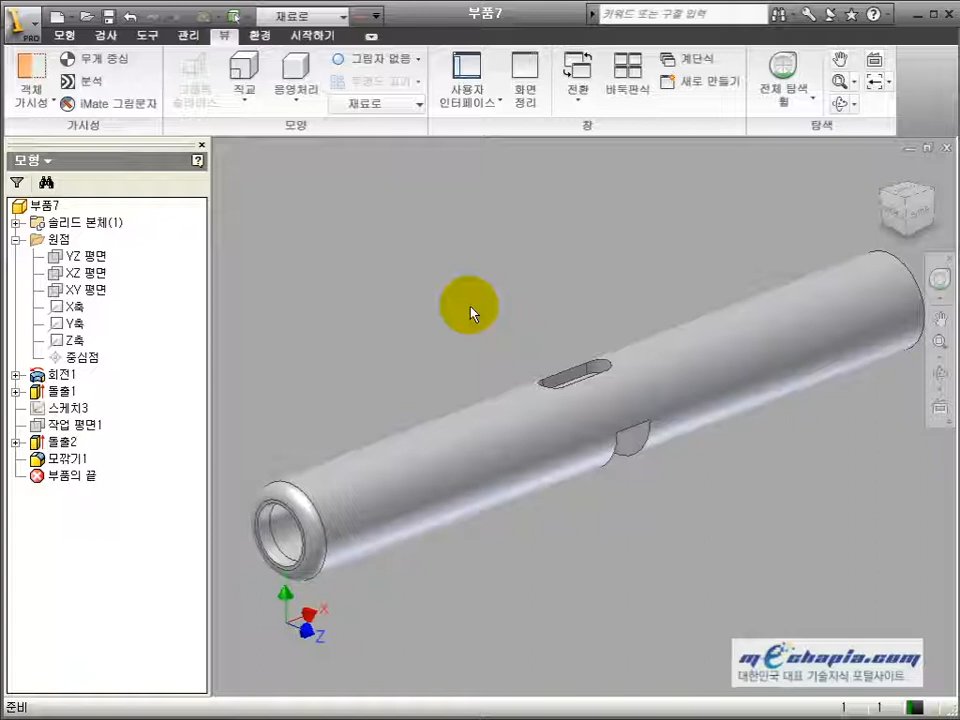 PRO
재료로
부품7
키워드 또는 구절 입력
모형 검사 도구 관리 뷰 환경 시작하기
객체
가시성
무게 중심
분석
iMate 그림문자
가시성
직교
음영처리
그림자 없음
재료로
모양
사용자
인터페이스
화면
정리
전환
바둑판식
계단식
새로 만들기
창
전체 탐색
휠
탐색
모형
부품7
솔리드 본체(1)
원점
YZ 평면
XZ 평면
XY 평면
X축
Y축
Z축
중심점
회전1
돌출1
스케치3
작업 평면1
돌출2
모깎기1
부품의 끝
X
Z
mechapia.com
대한민국 대표 기술지식 포털사이트
준비
1 1